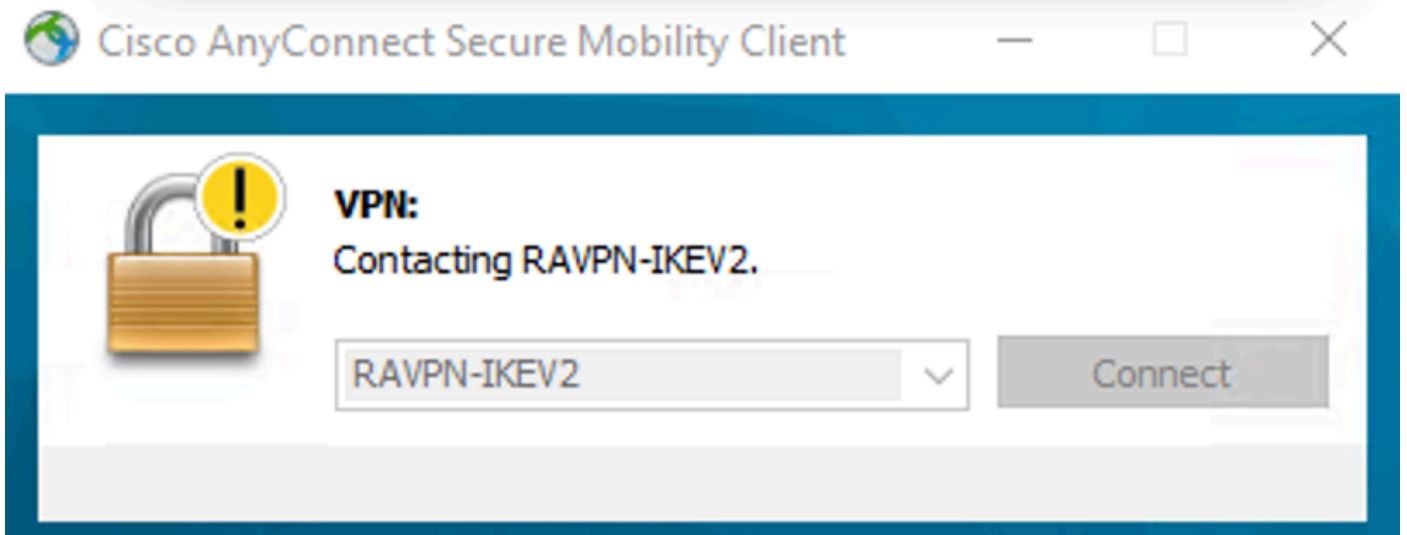 Cisco AnyConnect Secure Mobility Client
VPN:
Contacting RAVPN-IKEV2.
RAVPN-IKEV2
Connect